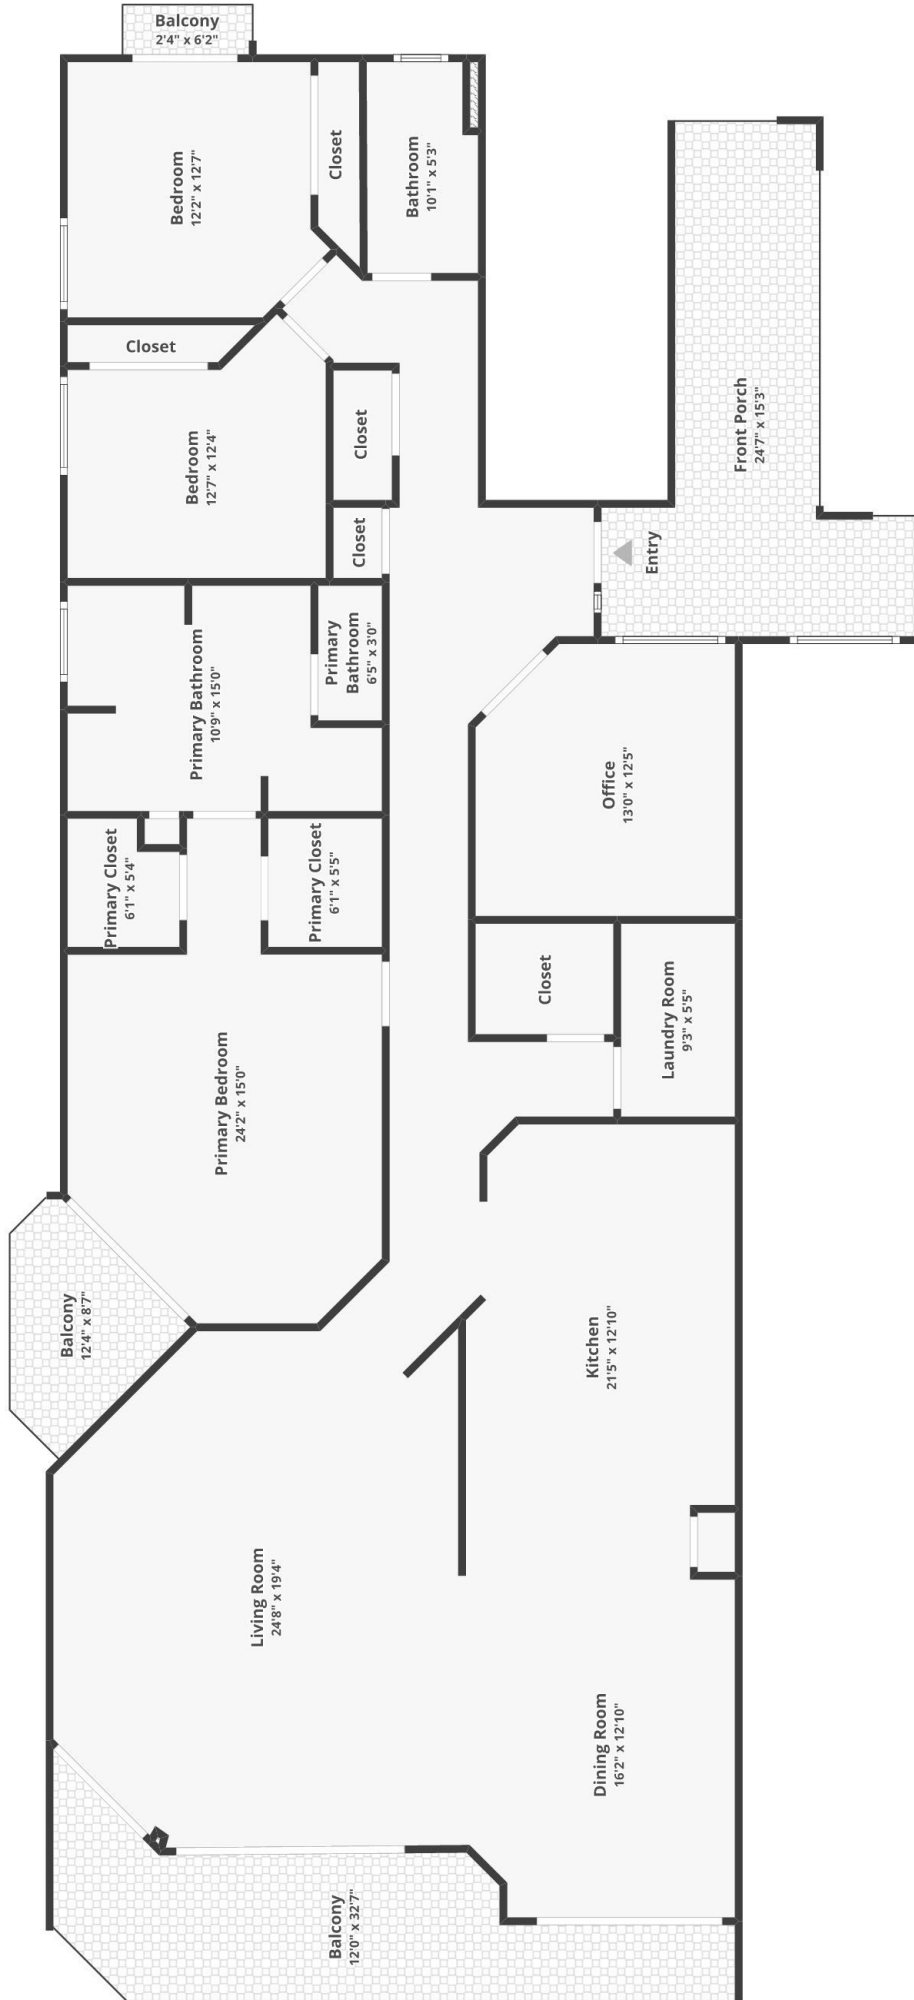 Balcony
2'4" x 6'2"
Bedroom
12'2" x 12'7"
Closet
Bathroom
10'1" x 5'3"
Closet
Bedroom
12'7" x 12'4"
Closet
Closet
Front Porch
24'7" x 15'3"
Entry
Primary Bathroom
10'9" x 15'0"
Primary
Bathroom
6'5" x 3'0"
Office
13'0" x 12'5"
Primary Closet
6'1" x 5'4"
Primary Closet
6'1" x 5'5"
Closet
Laundry Room
9'3" x 5'5"
Primary Bedroom
24'2" x 15'0"
Balcony
12'4" x 8'7"
Kitchen
21'5" x 12'10"
Living Room
24'8" x 19'4"
Dining Room
16'2" x 12'10"
Balcony
12'0" x 32'7"